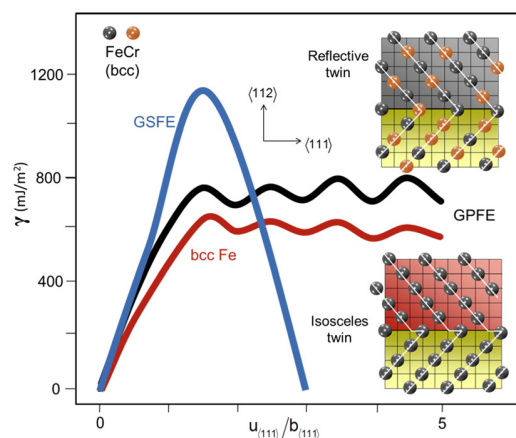 FeCr
(bcc)
Reflective
twin
GSFE
⟨112⟩
⟨111⟩
1200
800
400
0
γ (mJ/m²)
GPFE
bcc Fe
Isosceles
twin
0
5
u⟨111⟩/b⟨111⟩